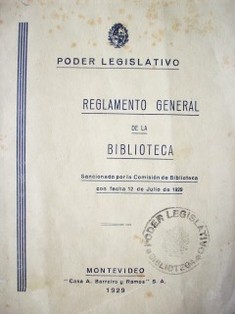 PODER LEGISLATIVO
REGLAMENTO GENERAL
DE LA
BIBLIOTECA
Sancionado por la Comisión de Biblioteca
con fecha 12 de Julio de 1929
PODER LEGISLATIVO
BIBLIOTECA
MONTEVIDEO
"Casa A. Barreiro y Ramos" S. A.
1929